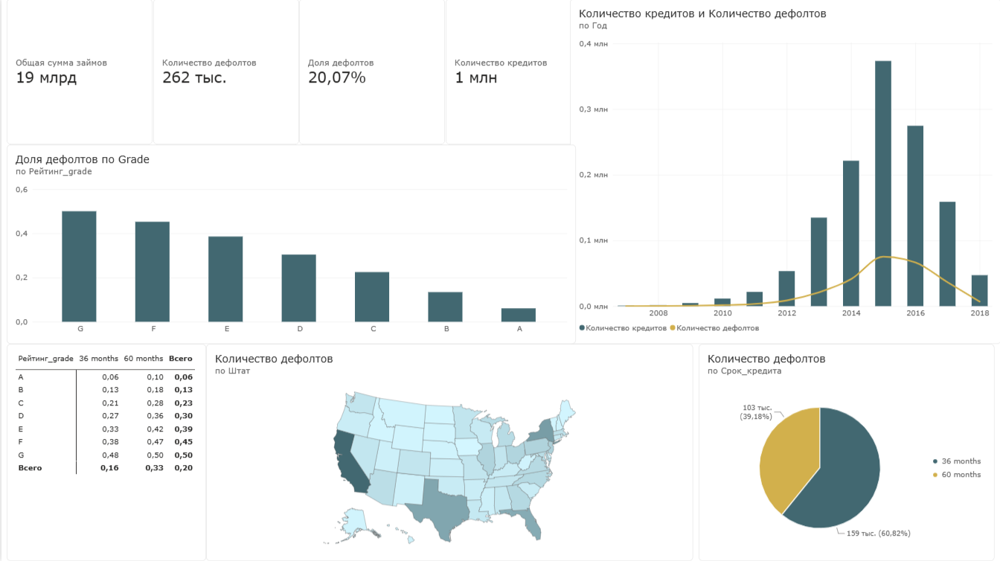 Общая сумма займов
19 млрд
Количество дефолтов
262 тыс.
Доля дефолтов
20,07%
Количество кредитов
1 млн
Количество кредитов и Количество дефолтов
по Год
0,4 млн
0,3 млн
0,2 млн
0,1 млн
0,0 млн
2008 2010 2012 2014 2016 2018
Количество кредитов Количество дефолтов
Доля дефолтов по Grade
по Рейтинг_grade
0,6
0,4
0,2
0,0
G F E D C B A
Рейтинг_grade 36 months 60 months Всего
A 0,06 0,10 0,06
B 0,13 0,18 0,13
C 0,21 0,28 0,23
D 0,27 0,36 0,30
E 0,33 0,42 0,39
F 0,38 0,47 0,45
G 0,48 0,50 0,50
Всего 0,16 0,33 0,20
Количество дефолтов
по Штат
Количество дефолтов
по Срок_кредита
103 тыс.
(39,18%)
36 months
60 months
159 тыс. (60,82%)